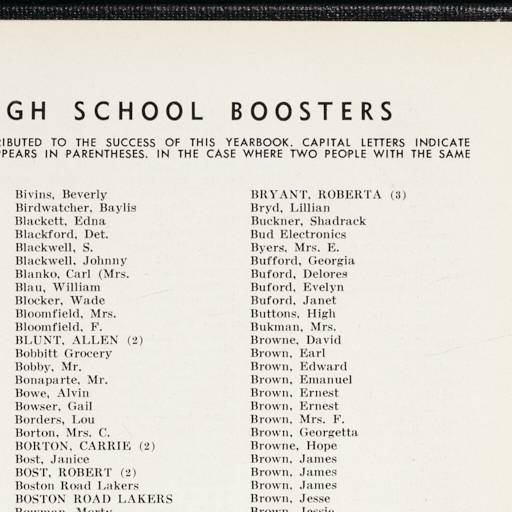 GH SCHOOL BOOSTERS
RIBUTED TO THE SUCCESS OF THIS YEARBOOK. CAPITAL LETTERS INDICATE
PEARS IN PARENTHESES. IN THE CASE WHERE TWO PEOPLE WITH THE SAME
Bivins, Beverly
Birdwatcher, Baylis
Blackett, Edna
Blackford, Det.
Blackwell, S.
Blackwell, Johnny
Blanko, Carl (Mrs.
Blau, William
Blocker, Wade
Bloomfield, Mrs.
Bloomfield, F.
BLUNT, ALLEN (2)
Bobbitt Grocery
Bobby, Mr.
Bonaparte, Mr.
Bowe, Alvin
Bowser, Gail
Borders, Lou
Borton, Mrs. C.
BORTON, CARRIE (2)
Bost, Janice
BOST, ROBERT (2)
Boston Road Lakers
BOSTON ROAD LAKERS
Bowman, Morty
BRYANT, ROBERTA (3)
Bryd, Lillian
Buckner, Shadrack
Bud Electronics
Byers, Mrs. E.
Bufford, Georgia
Buford, Delores
Buford, Evelyn
Buford, Janet
Buttons, High
Bukman, Mrs.
Browne, David
Brown, Earl
Brown, Edward
Brown, Emanuel
Brown, Ernest
Brown, Ernest
Brown, Mrs. F.
Brown, Georgetta
Browne, Hope
Brown, James
Brown, James
Brown, James
Brown, Jesse
Brown, Jessie